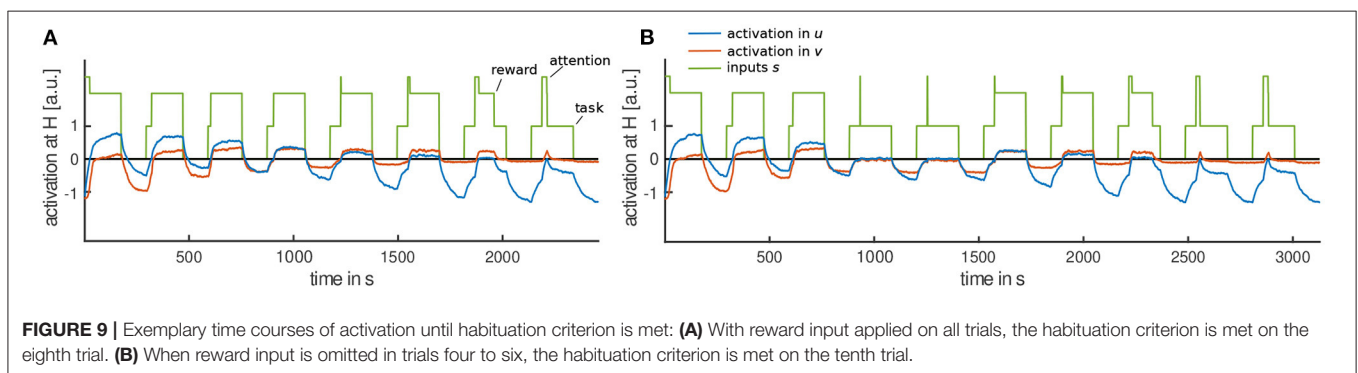 A
activation at H [a.u.]
1
0
-1
500
1000
1500
2000
time in s
reward
attention
task
B
activation in u
activation in v
inputs s
activation at H [a.u.]
1
0
-1
500
1000
1500
2000
2500
3000
time in s
FIGURE 9 | Exemplary time courses of activation until habituation criterion is met: (A) With reward input applied on all trials, the habituation criterion is met on the
eighth trial. (B) When reward input is omitted in trials four to six, the habituation criterion is met on the tenth trial.